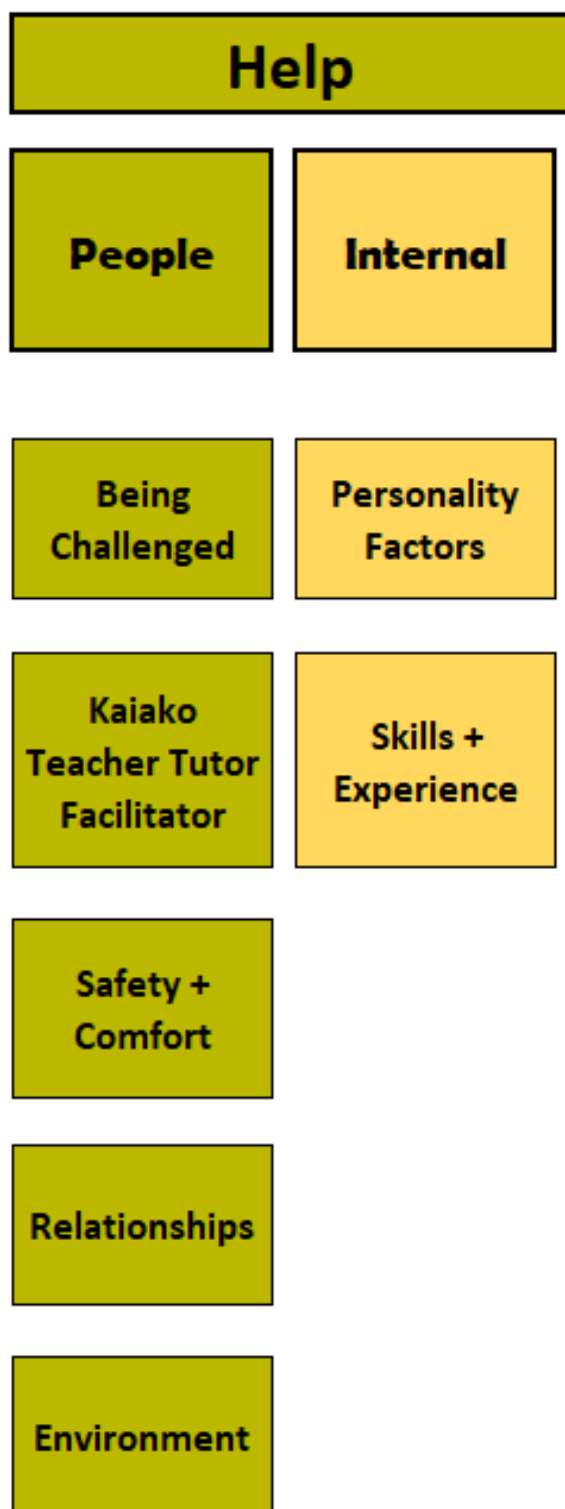 Help
People
Internal
Being
Challenged
Personality
Factors
Kaiako
Teacher Tutor
Facilitator
Skills +
Experience
Safety +
Comfort
Relationships
Environment